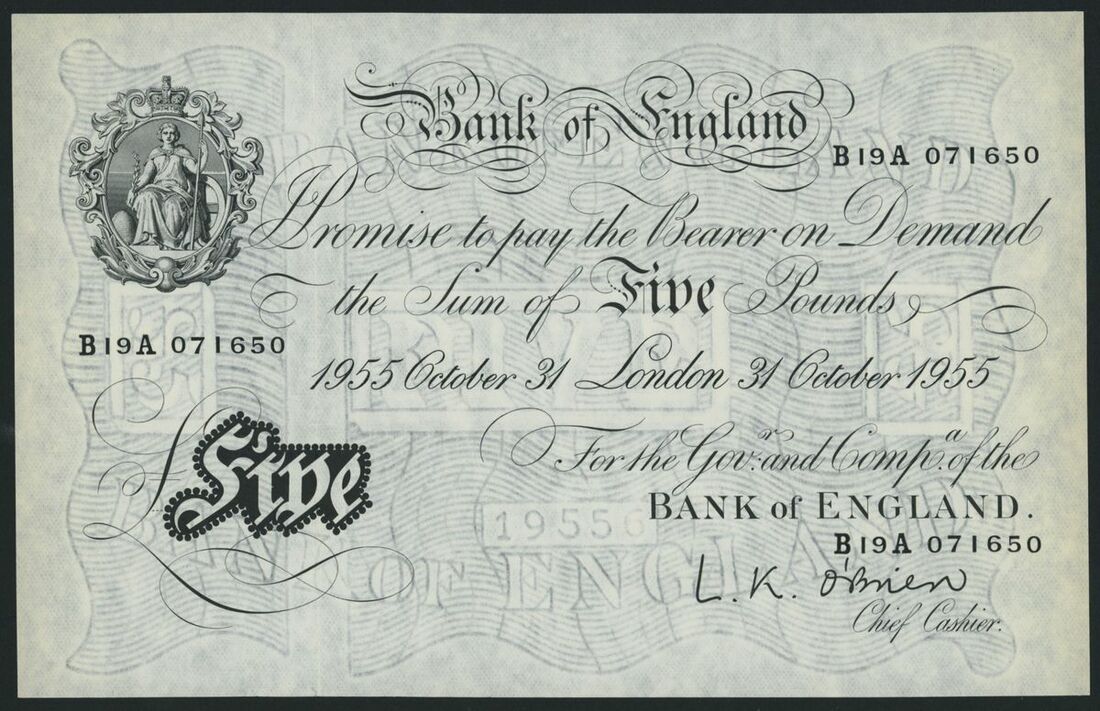 Bank of England
B19A 071650
I Promise to pay the Bearer on Demand
the Sum of Five Pounds
B19A 071650
1955 October 31 London 31 October 1955
£Five
For the Govr. and Compa. of the
BANK of ENGLAND.
B19A 071650
L. K. O'Brien
Chief Cashier.